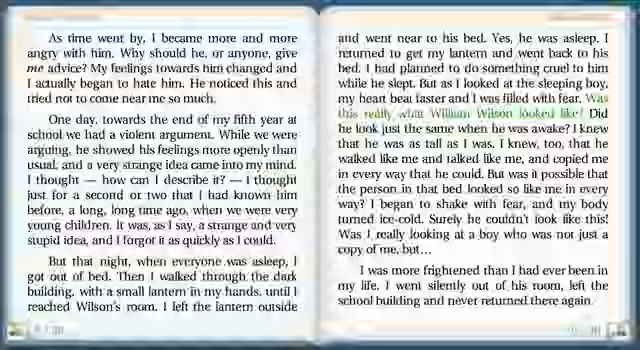 As time went by, I became more and more
angry with him. Why should he, or anyone, give
me advice? My feelings towards him changed and
I actually began to hate him. He noticed this and
tried not to come near me so much.
One day, towards the end of my fifth year at
school we had a violent argument. While we were
arguing, he showed his feelings more openly than
usual, and a very strange idea came into my mind.
I thought — how can I describe it? — I thought
just for a second or two that I had known him
before, a long, long time ago, when we were very
young children. It was, as I say, a strange and very
stupid idea, and I forgot it as quickly as I could.
But that night, when everyone was asleep, I
got out of bed. Then I walked through the dark
building, with a small lantern in my hands, until I
reached Wilson's room. I left the lantern outside
and went near to his bed. Yes, he was asleep. I
returned to get my lantern and went back to his
bed. I had planned to do something cruel to him
while he slept. But as I looked at the sleeping boy,
my heart beat faster and I was filled with fear. Was
this really what William Wilson looked like? Did
he look just the same when he was awake? I knew
that he was as tall as I was. I knew, too, that he
walked like me and talked like me, and copied me
in every way that he could. But was it possible that
the person in that bed looked so like me in every
way? I began to shake with fear, and my body
turned ice-cold. Surely he couldn't look like this!
Was I really looking at a boy who was not just a
copy of me, but...
I was more frightened than I had ever been in
my life. I went silently out of his room, left the
school building and never returned there again.